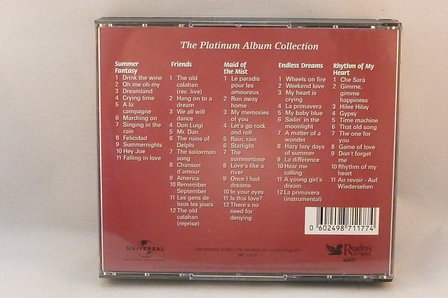 The Platinum Album Collection
Summer
Fantasy
1 Drink the wine
2 Oh me oh my
3 Dreamland
4 Crying time
5 A la
campagne
6 Marching on
7 Singing in the
rain
8 Felicidad
9 Summernights
10 Hey Joe
11 Falling in love
Friends
1 The old
calahan
(rec. live)
2 Hang on to a
dream
3 We all will
dance
4 Don Luigi
5 Mr. Dan
6 The ruins of
Delphi
7 The sailorman
song
8 Chanson
d'amour
9 America
10 Remember
September
11 Les gens de
tous les jours
12 The old
calahan
(reprise)
Maid of
the Mist
1 Le paradis
pour les
amoureux
2 Run away
home
3 My memories
of you
4 Let's go rock
and roll
5 Rain, rain
6 Starlight
7 The
summertime
8 Love's like a
river
9 Once I had
dreams
10 In your eyes
11 Is this love?
12 There's no
need for
denying
Endless Dreams
1 Wheels on fire
2 Weekend love
3 My heart is
crying
4 La primavera
5 My baby blue
6 Sailin' in the
moonlight
7 A matter of a
wonder
8 Hazy lazy days
of summer
9 La différence
10 Hear me
calling
11 A young girl's
dream
12 La primavera
(instrumental)
Rhythm of My
Heart
1 Che Sarà
2 Gimme,
gimme
happiness
3 Hilee Hilay
4 Gypsy
5 Time machine
6 That old song
7 The one for
you
8 Game of love
9 Don't forget
me
10 Rhythm of my
heart
11 Au revoir - Auf
Wiedersehen
0 602498 711774
UNIVERSAL
Reader's
Digest